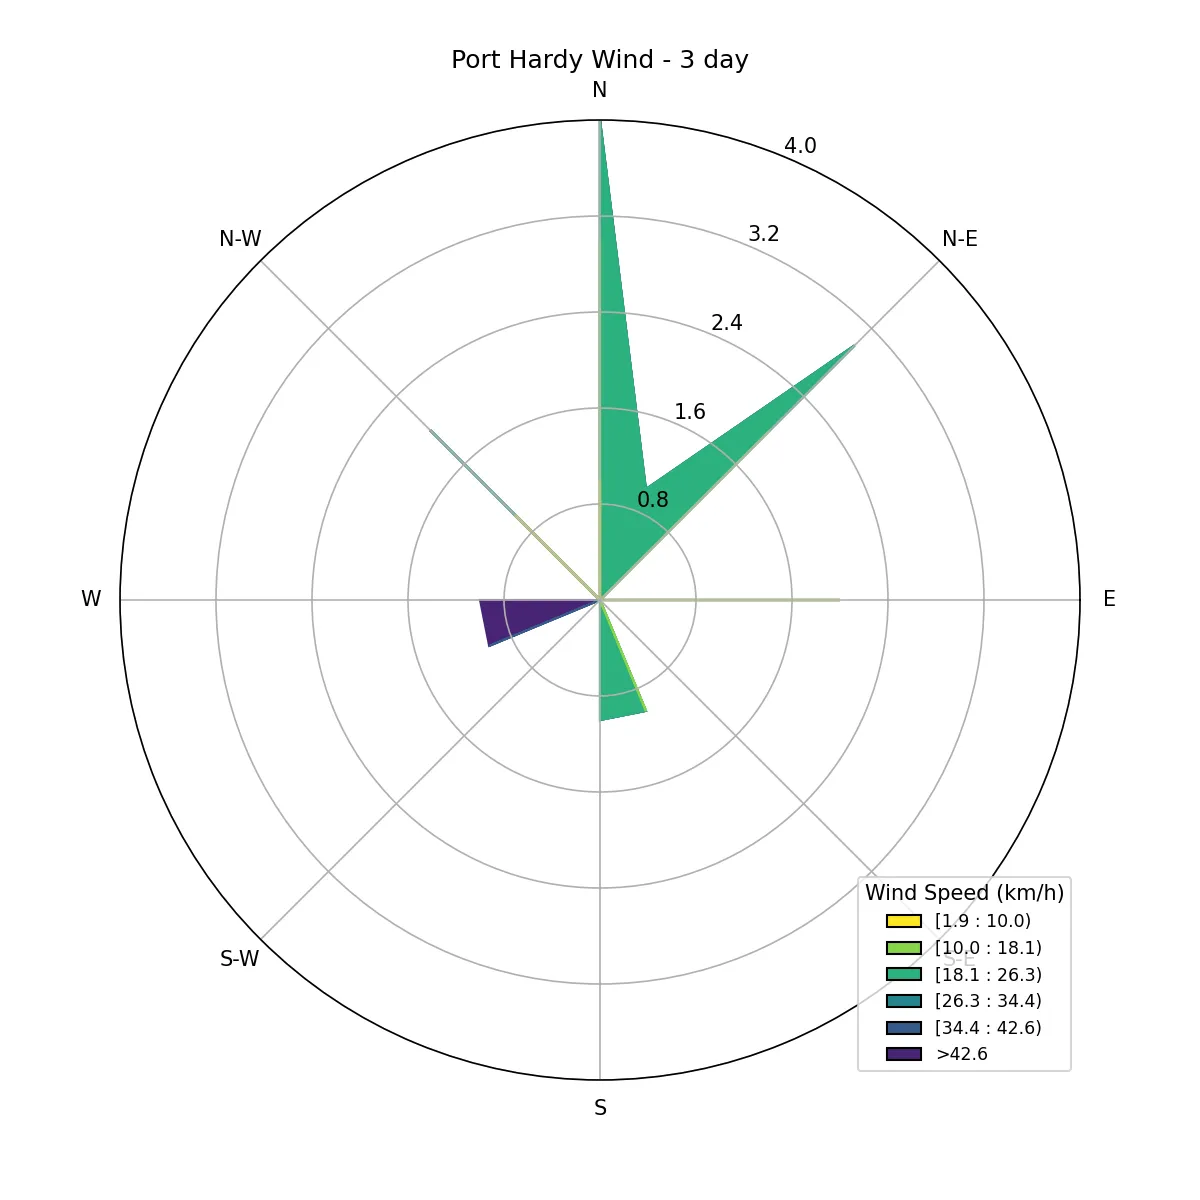 Port Hardy Wind - 3 day
N
4.0
3.2
N-W
N-E
2.4
1.6
0.8
W
E
Wind Speed (km/h)
[1.9 : 10.0)
[10.0 : 18.1)
S-W
S-E
[18.1 : 26.3)
[26.3 : 34.4)
[34.4 : 42.6)
>42.6
S